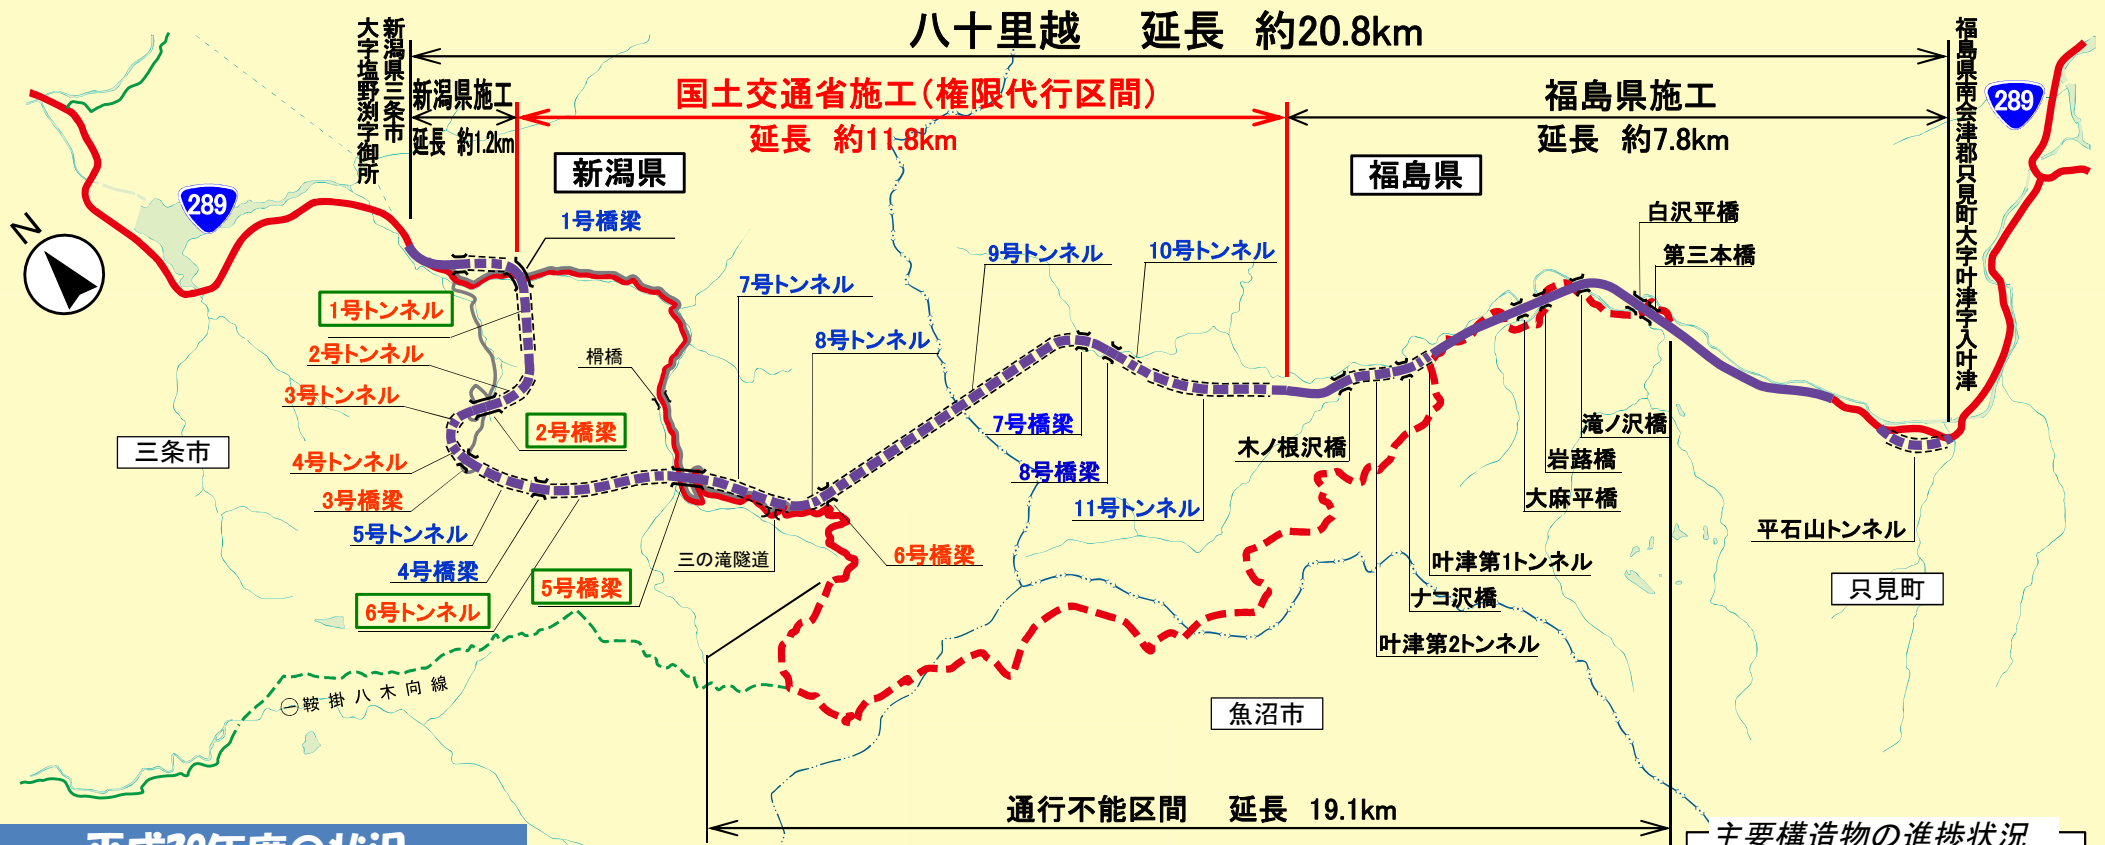 八十里越 延長 約20.8km
新潟県三条市
大字塩野渕字御所
新潟県施工
延長 約1.2km
国土交通省施工(権限代行区間)
延長 約11.8km
福島県施工
延長 約7.8km
福島県南会津郡只見町大字叶津字入叶津
289
289
N
新潟県
福島県
1号橋梁
1号トンネル
2号トンネル
3号トンネル
2号橋梁
4号トンネル
3号橋梁
5号トンネル
4号橋梁
6号トンネル
5号橋梁
榾橋
7号トンネル
8号トンネル
三の滝隧道
6号橋梁
9号トンネル
10号トンネル
7号橋梁
8号橋梁
11号トンネル
木ノ根沢橋
白沢平橋
第三本橋
滝ノ沢橋
岩蕗橋
大麻平橋
叶津第1トンネル
ナコ沢橋
叶津第2トンネル
平石山トンネル
三条市
只見町
魚沼市
㊀鞍掛八木向線
通行不能区間 延長 19.1km
平成30年度の状況
主要構造物の進捗状況